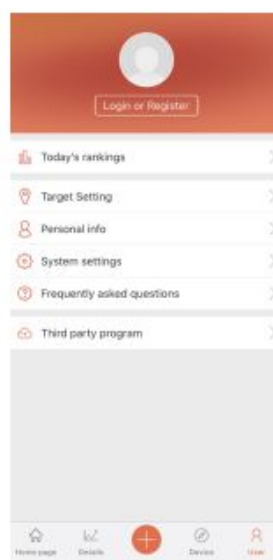 Login or Register
Today's rankings
Target Setting
Personal info
System settings
Frequently asked questions
Third party program
Home page
Details
Device
User